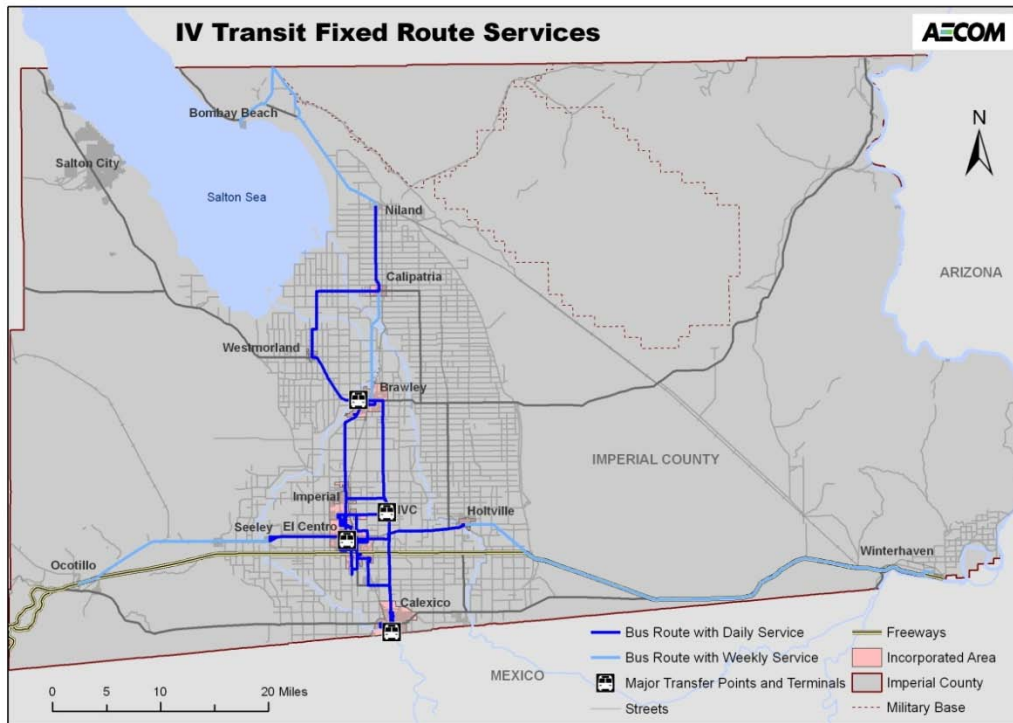 IV Transit Fixed Route Services
AECOM
N
Bombay Beach
Salton City
Salton Sea
Niland
ARIZONA
Calipatria
Westmorland
Brawley
IMPERIAL COUNTY
Imperial
IVC
Holtville
Seeley
El Centro
Winterhaven
Ocotillo
Calexico
MEXICO
Bus Route with Daily Service
Bus Route with Weekly Service
Major Transfer Points and Terminals
Streets
Freeways
Incorporated Area
Imperial County
Military Base
0 5 10 20 Miles